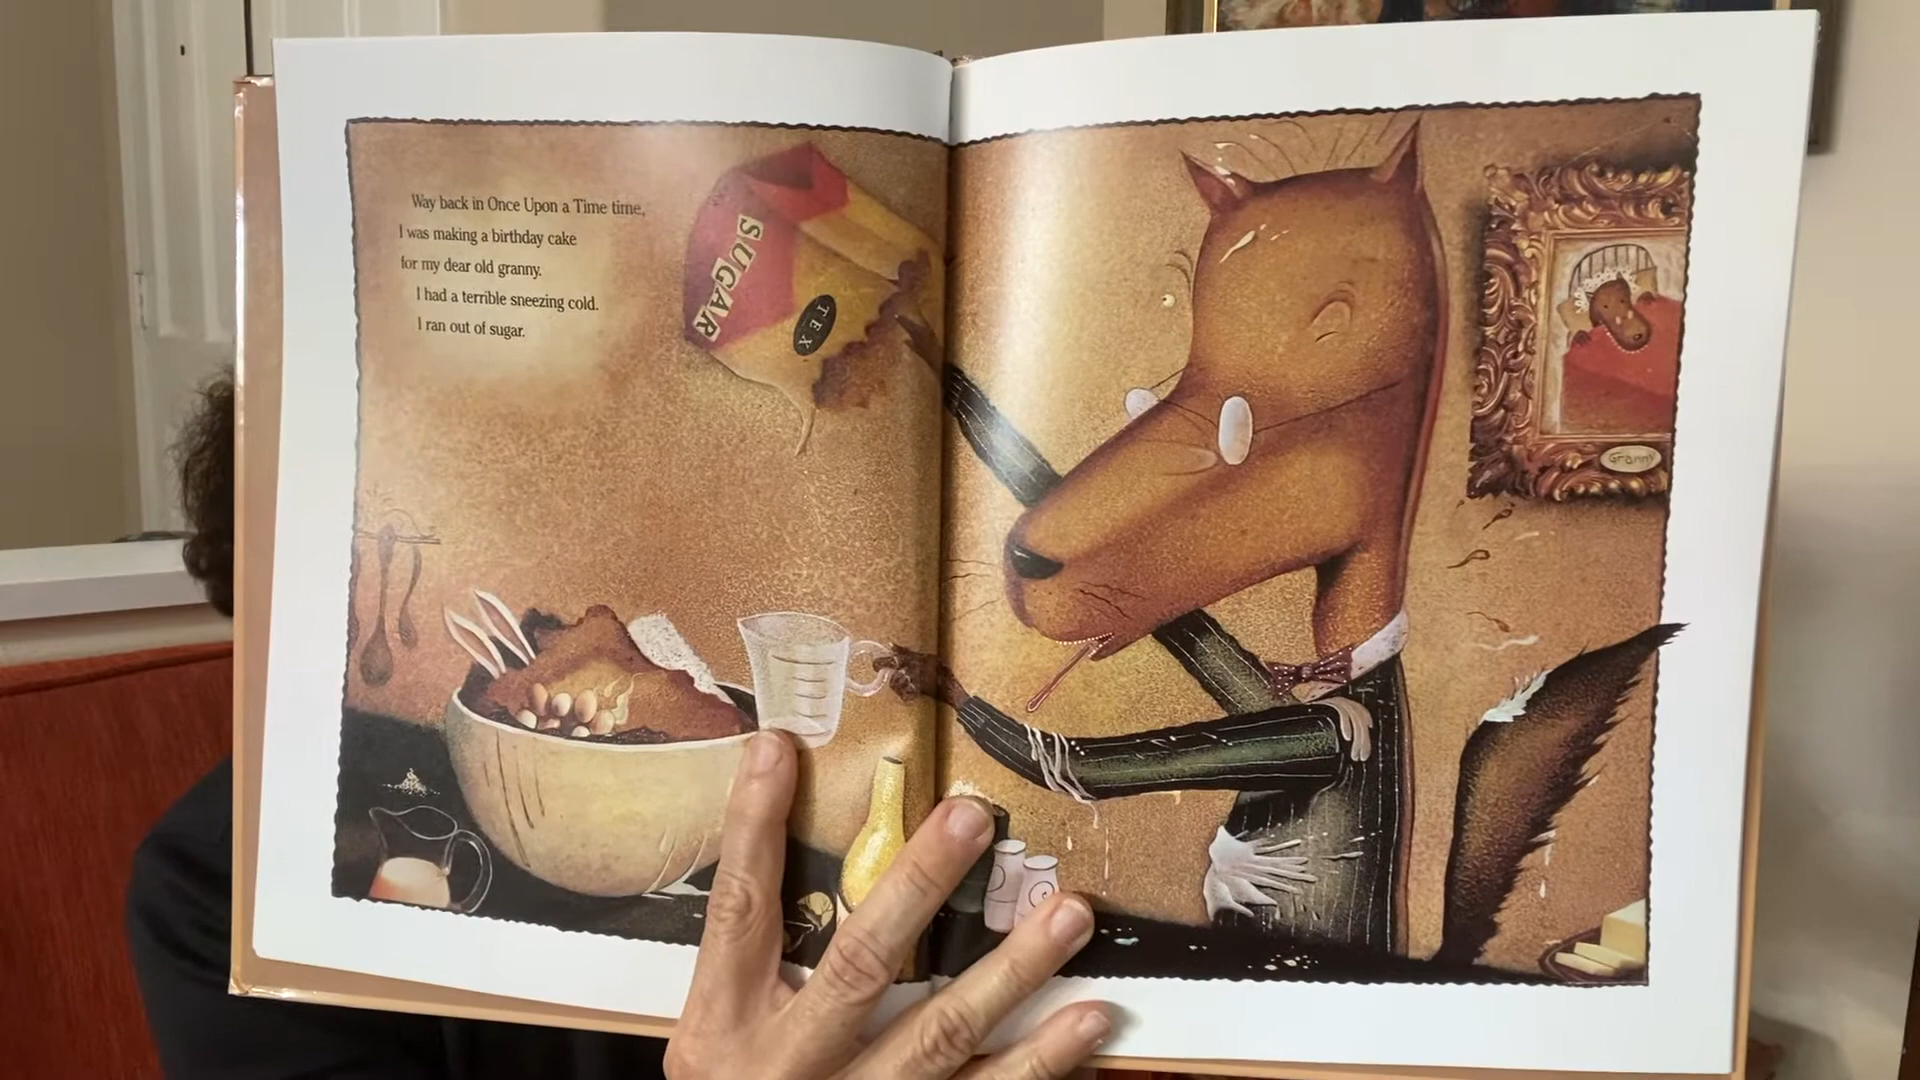 Way back in Once Upon a Time time,
I was making a birthday cake
for my dear old granny.
I had a terrible sneezing cold.
I ran out of sugar.
SUGAR
TEX
Granny